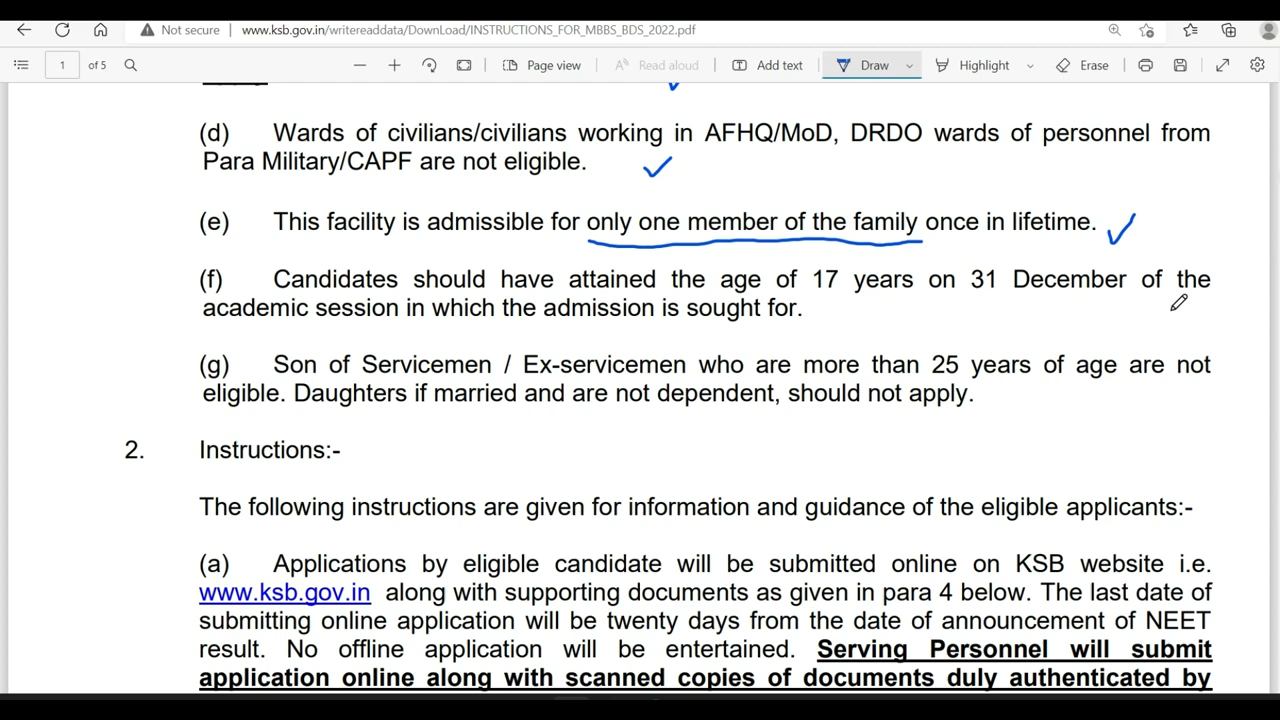 Not secure www.ksb.gov.in/writereaddata/DownLoad/INSTRUCTIONS_FOR_MBBS_BDS_2022.pdf
1 of 5 Page view Read aloud Add text Draw Highlight Erase
(d) Wards of civilians/civilians working in AFHQ/MoD, DRDO wards of personnel from
Para Military/CAPF are not eligible.
(e) This facility is admissible for only one member of the family once in lifetime.
(f) Candidates should have attained the age of 17 years on 31 December of the
academic session in which the admission is sought for.
(g) Son of Servicemen / Ex-servicemen who are more than 25 years of age are not
eligible. Daughters if married and are not dependent, should not apply.
2. Instructions:-
The following instructions are given for information and guidance of the eligible applicants:-
(a) Applications by eligible candidate will be submitted online on KSB website i.e.
www.ksb.gov.in along with supporting documents as given in para 4 below. The last date of
submitting online application will be twenty days from the date of announcement of NEET
result. No offline application will be entertained. Serving Personnel will submit
application online along with scanned copies of documents duly authenticated by